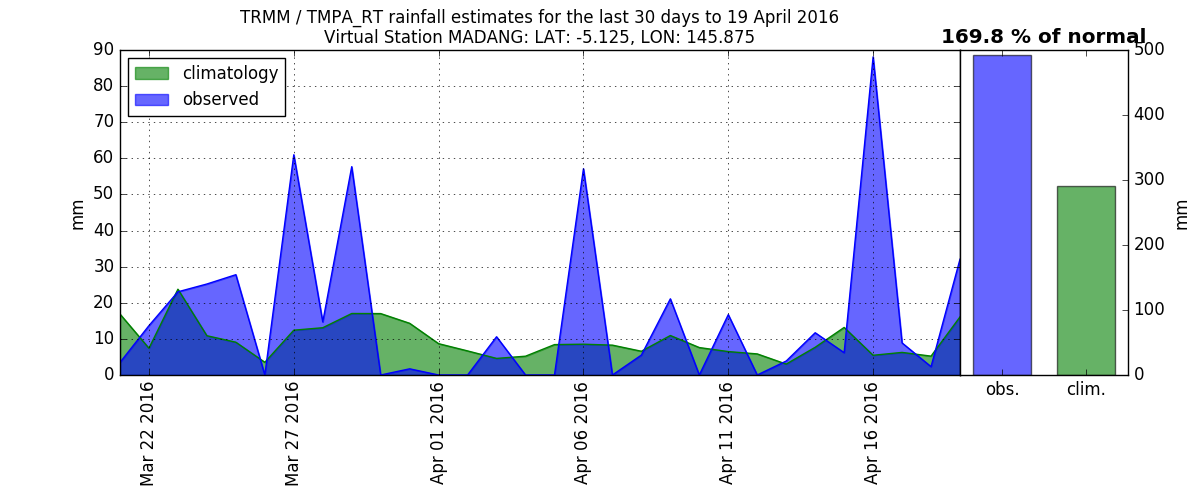 TRMM / TMPA_RT rainfall estimates for the last 30 days to 19 April 2016
Virtual Station MADANG: LAT: -5.125, LON: 145.875
169.8 % of normal
climatology
observed
90
80
70
60
50
40
30
20
10
0
mm
Mar 22 2016
Mar 27 2016
Apr 01 2016
Apr 06 2016
Apr 11 2016
Apr 16 2016
500
400
300
200
100
0
mm
obs.
clim.